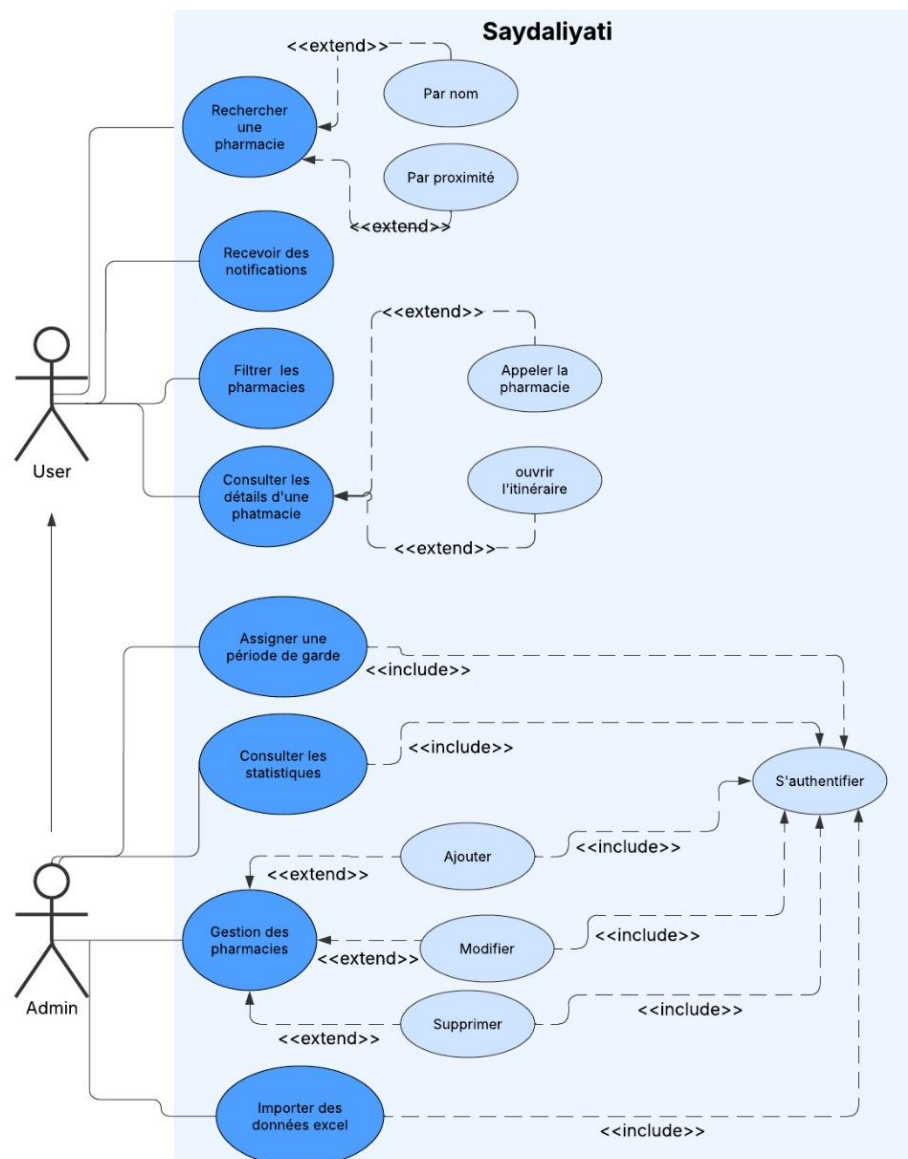 Saydaliyati
<<extend>>
Par nom
Rechercher
une
pharmacie
Par proximité
<<extend>>
Recevoir des
notifications
<<extend>>
Filtrer les
pharmacies
Appeler la
pharmacie
User
Consulter les
détails d'une
phatmacie
ouvrir
l'itinéraire
<<extend>>
Assigner une
période de garde
<<include>>
Consulter les
statistiques
<<include>>
S'authentifier
Ajouter
<<include>>
<<extend>>
Gestion des
pharmacies
Modifier
<<include>>
<<extend>>
Admin
Supprimer
<<include>>
<<extend>>
Importer des
données excel
<<include>>